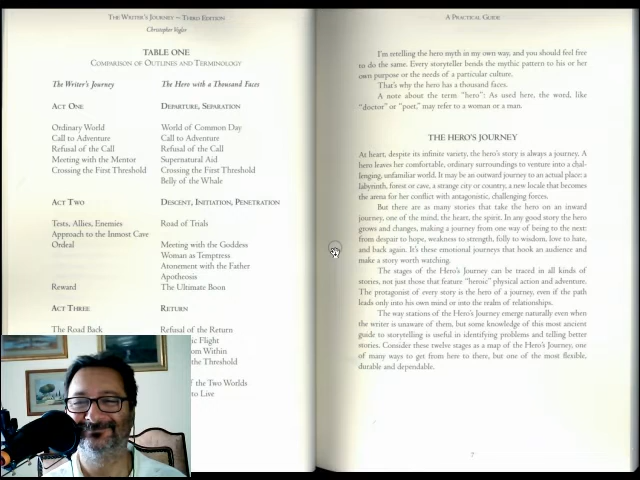 THE WRITER'S JOURNEY ~ THIRD EDITION
Christopher Vogler
TABLE ONE
COMPARISON OF OUTLINES AND TERMINOLOGY
The Writer's Journey The Hero with a Thousand Faces
ACT ONE DEPARTURE, SEPARATION
Ordinary World World of Common Day
Call to Adventure Call to Adventure
Refusal of the Call Refusal of the Call
Meeting with the Mentor Supernatural Aid
Crossing the First Threshold Crossing the First Threshold
Belly of the Whale
ACT TWO DESCENT, INITIATION, PENETRATION
Tests, Allies, Enemies Road of Trials
Approach to the Inmost Cave
Ordeal Meeting with the Goddess
Woman as Temptress
Atonement with the Father
Apotheosis
Reward The Ultimate Boon
ACT THREE RETURN
The Road Back Refusal of the Return
Flight
from Within
the Threshold
of the Two Worlds
to Live
A PRACTICAL GUIDE
I'm retelling the hero myth in my own way, and you should feel free
to do the same. Every storyteller bends the mythic pattern to his or her
own purpose or the needs of a particular culture.
That's why the hero has a thousand faces.
A note about the term "hero": As used here, the word, like
"doctor" or "poet," may refer to a woman or a man.
THE HERO'S JOURNEY
At heart, despite its infinite variety, the hero's story is always a journey. A
hero leaves her comfortable, ordinary surroundings to venture into a chal-
lenging, unfamiliar world. It may be an outward journey to an actual place: a
labyrinth, forest or cave, a strange city or country, a new locale that becomes
the arena for her conflict with antagonistic, challenging forces.
But there are as many stories that take the hero on an inward
journey, one of the mind, the heart, the spirit. In any good story the hero
grows and changes, making a journey from one way of being to the next:
from despair to hope, weakness to strength, folly to wisdom, love to hate,
and back again. It's these emotional journeys that hook an audience and
make a story worth watching.
The stages of the Hero's Journey can be traced in all kinds of
stories, not just those that feature "heroic" physical action and adventure.
The protagonist of every story is the hero of a journey, even if the path
leads only into his own mind or into the realm of relationships.
The way stations of the Hero's Journey emerge naturally even when
the writer is unaware of them, but some knowledge of this most ancient
guide to storytelling is useful in identifying problems and telling better
stories. Consider these twelve stages as a map of the Hero's Journey, one
of many ways to get from here to there, but one of the most flexible,
durable and dependable.
7